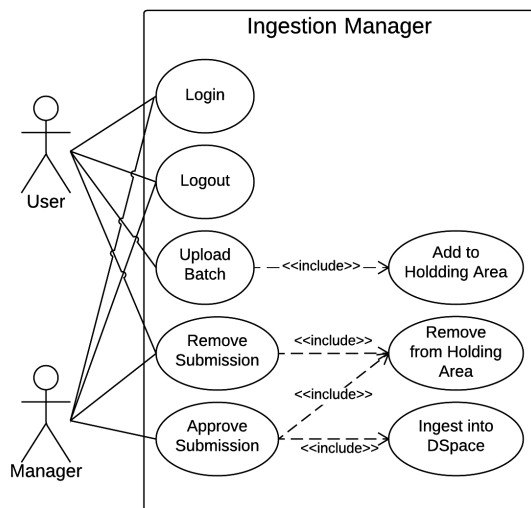 Ingestion Manager
Login
User
Logout
Upload
Batch
<<include>>
Add to
Holdding Area
Remove
Submission
<<include>>
Remove
from Holding
Area
<<include>>
Manager
Approve
Submission
<<include>>
Ingest into
DSpace